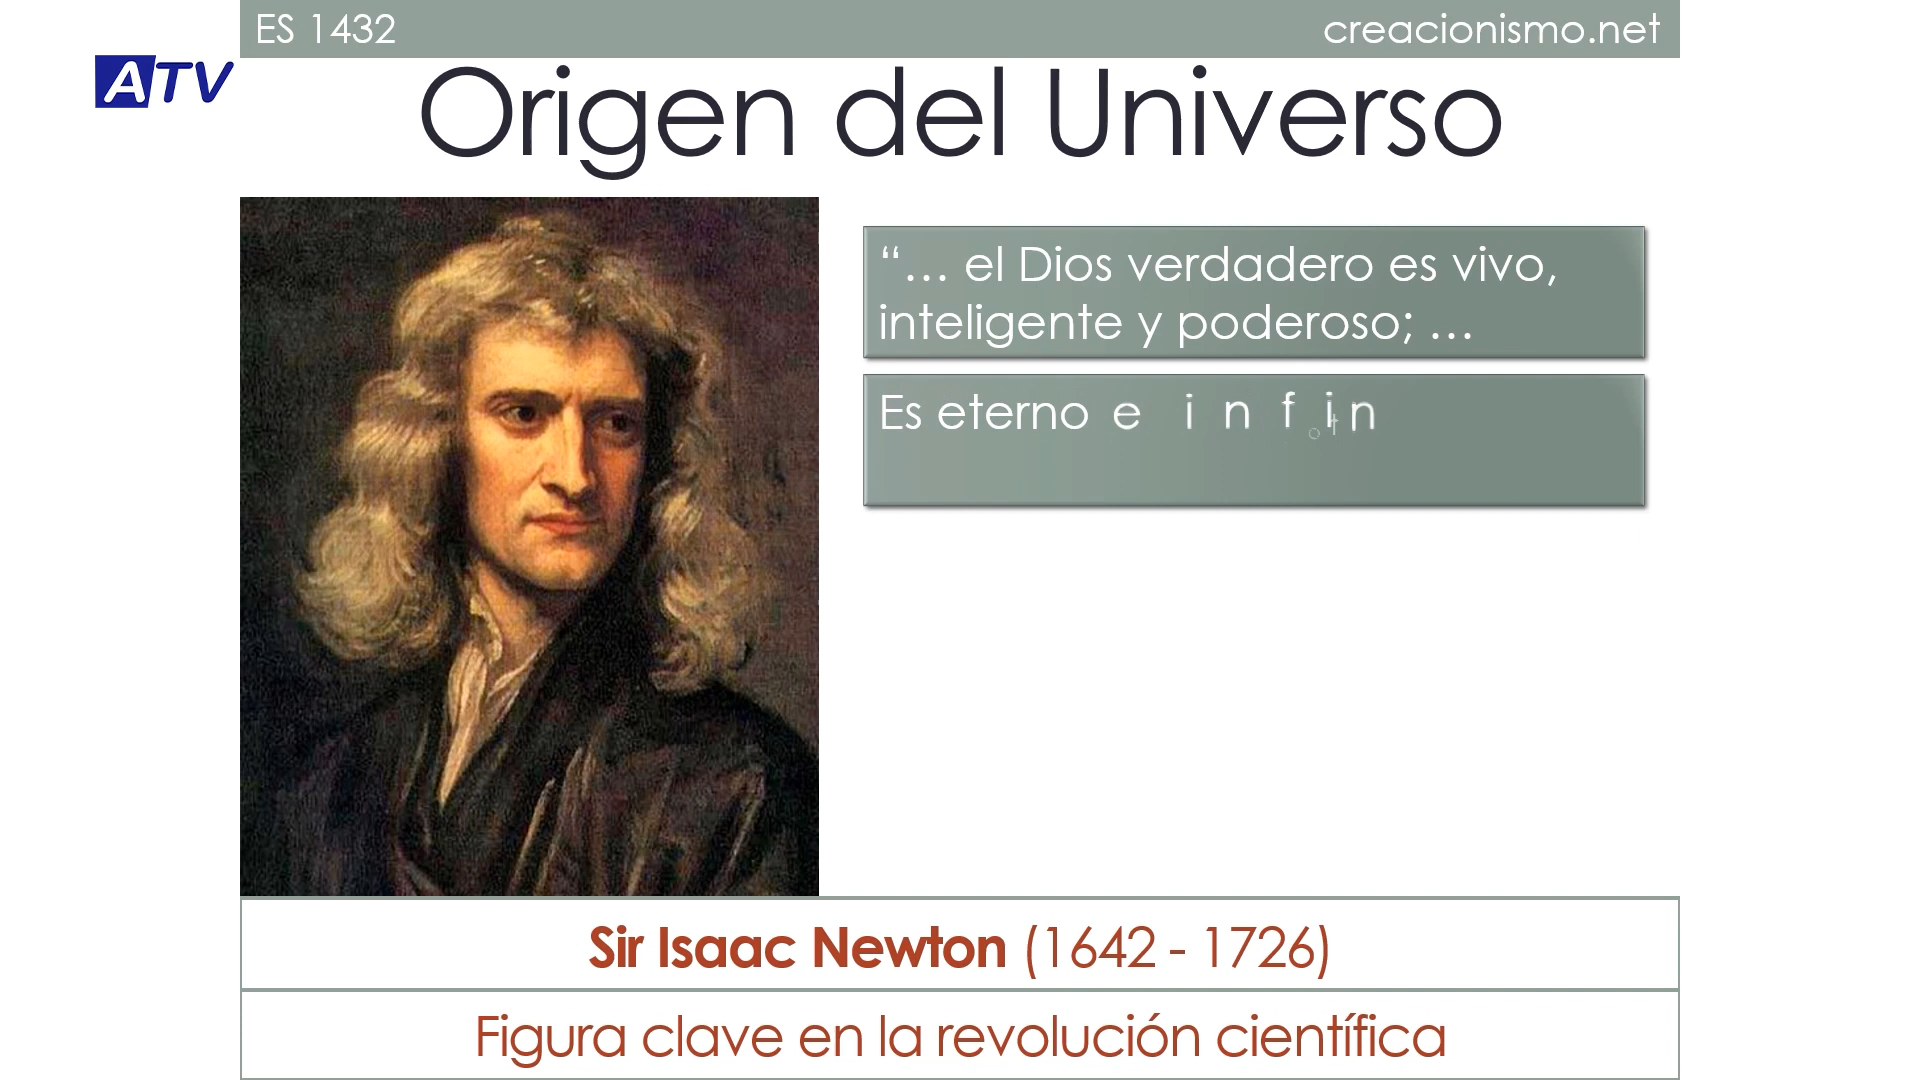 ES 1432
creacionismo.net
ATV
Origen del Universo
“… el Dios verdadero es vivo,
inteligente y poderoso; …
Es eterno e
Sir Isaac Newton (1642 - 1726)
Figura clave en la revolución científica